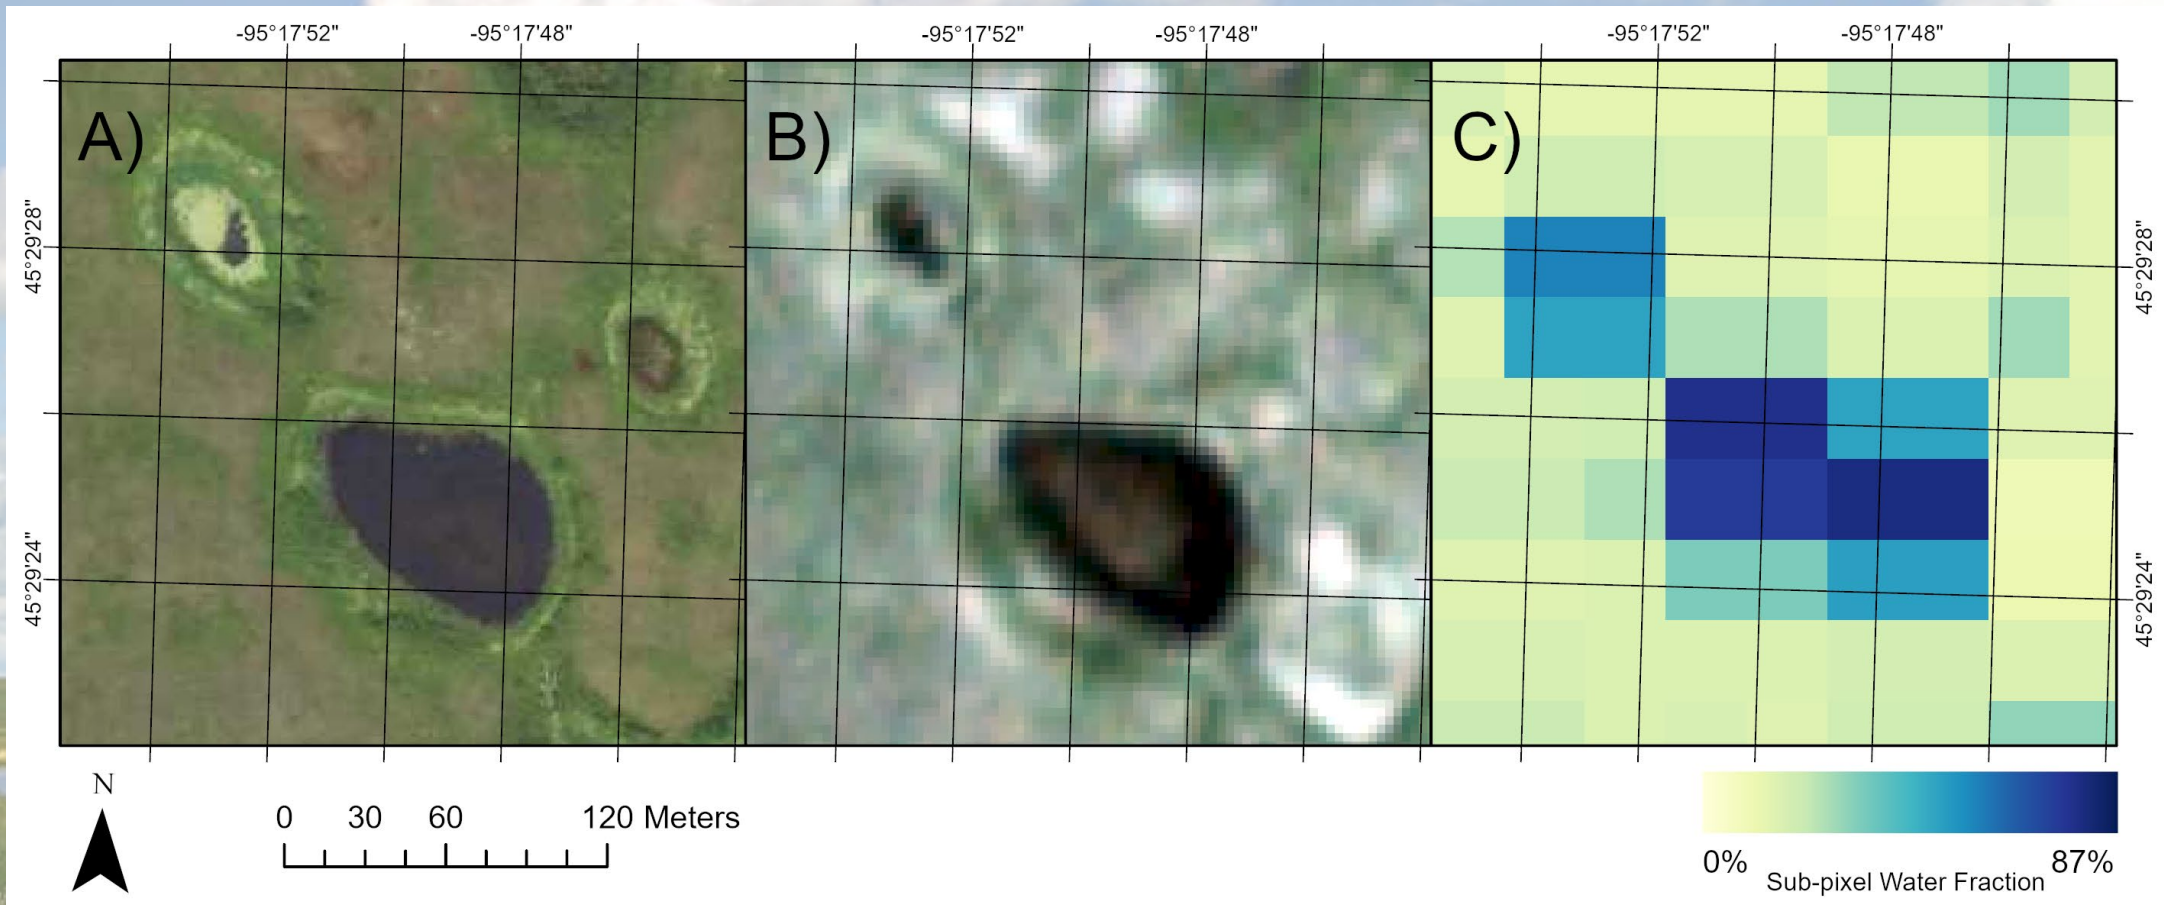 -95°17'52" -95°17'48" -95°17'52" -95°17'48" -95°17'52" -95°17'48"
A) B) C)
45°29'28" 45°29'28"
45°29'24" 45°29'24"
N
0 30 60 120 Meters
0% 87%
Sub-pixel Water Fraction